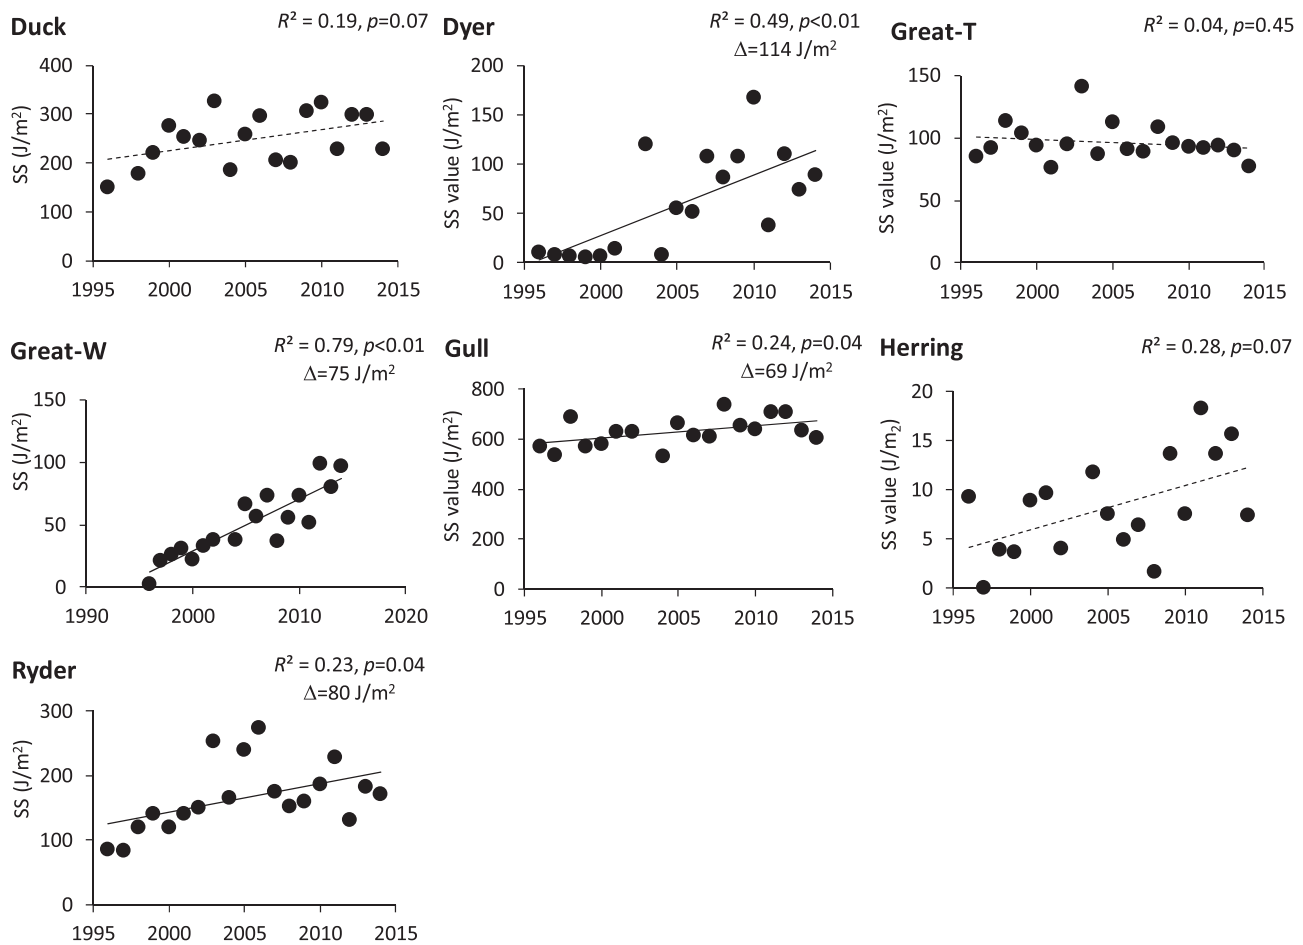 Duck
R² = 0.19, p=0.07
SS (J/m²)
400
300
200
100
0
1995 2000 2005 2010 2015
Dyer
R² = 0.49, p<0.01
Δ=114 J/m²
SS value (J/m²)
200
150
100
50
0
1995 2000 2005 2010 2015
Great-T
R² = 0.04, p=0.45
SS value (J/m²)
150
100
50
0
1995 2000 2005 2010 2015
Great-W
R² = 0.79, p<0.01
Δ=75 J/m²
SS (J/m²)
150
100
50
0
1990 2000 2010 2020
Gull
R² = 0.24, p=0.04
Δ=69 J/m²
SS value (J/m²)
800
600
400
200
0
1995 2000 2005 2010 2015
Herring
R² = 0.28, p=0.07
SS value (J/m₂)
20
15
10
5
0
1995 2000 2005 2010 2015
Ryder
R² = 0.23, p=0.04
Δ=80 J/m²
SS (J/m²)
300
200
100
0
1995 2000 2005 2010 2015